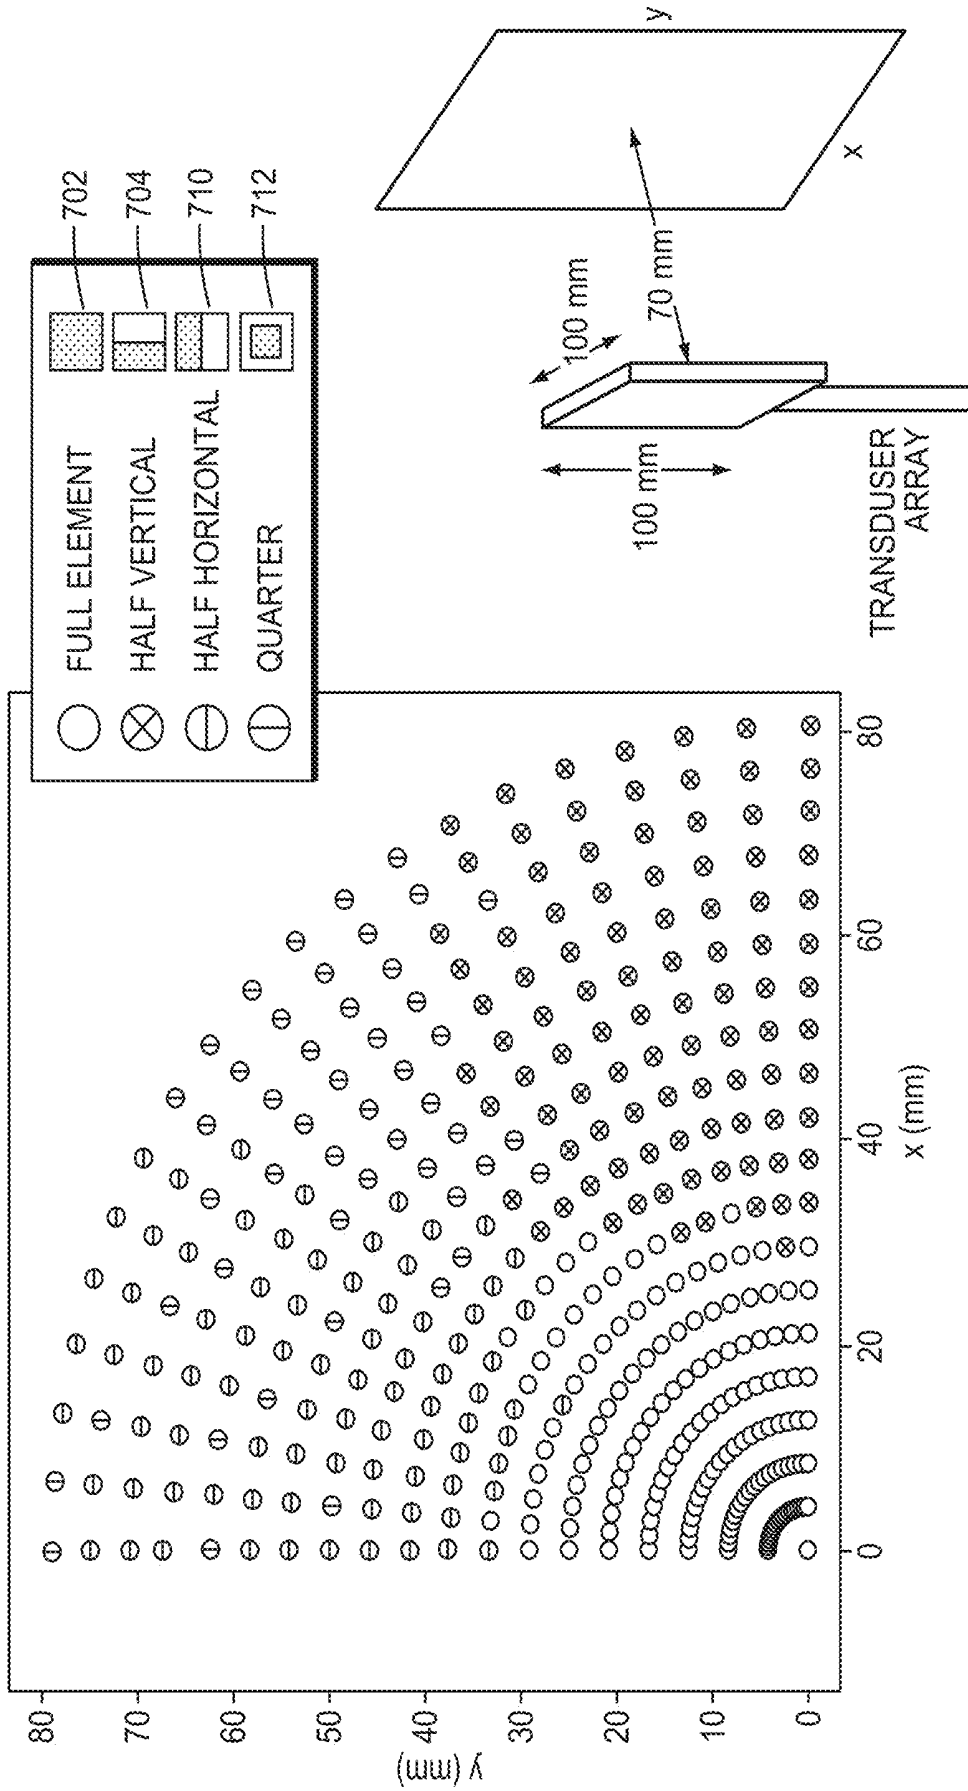 FULL ELEMENT
702
HALF VERTICAL
704
HALF HORIZONTAL
710
QUARTER
712
y (mm)
80
70
60
50
40
30
20
10
0
0
20
40
60
80
x (mm)
100 mm
100 mm
70 mm
TRANSDUSER
ARRAY
x
y